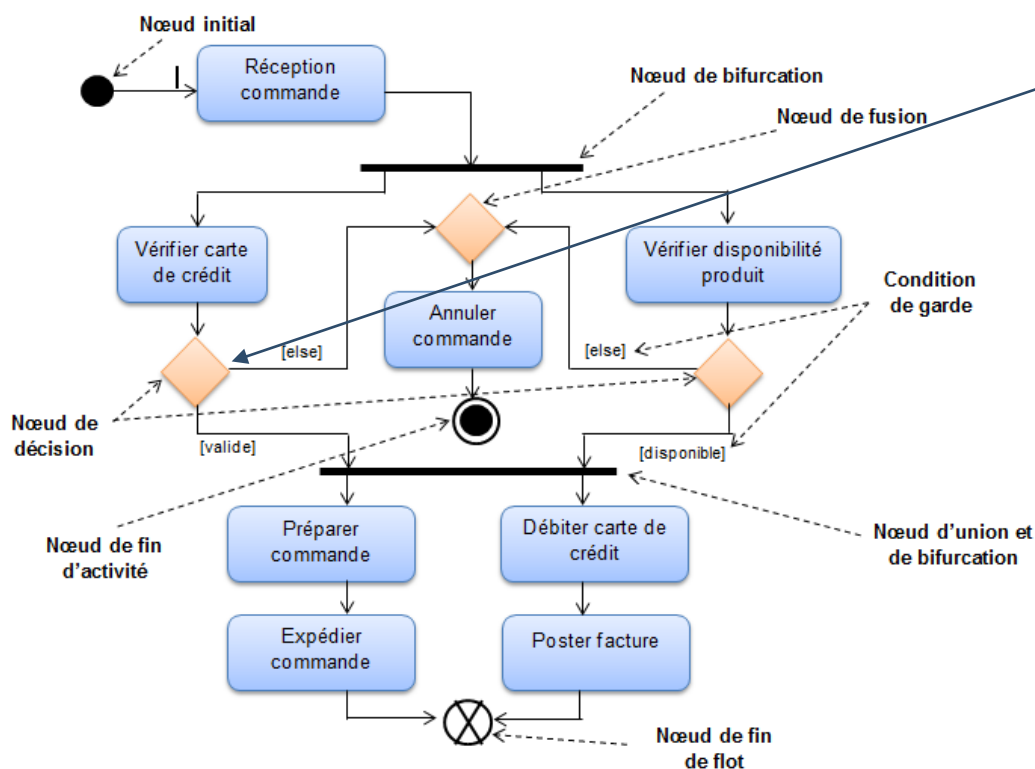 Nœud initial
Réception
commande
Nœud de bifurcation
Nœud de fusion
Vérifier carte
de crédit
Vérifier disponibilité
produit
Condition
de garde
Annuler
commande
[else]
[else]
Nœud de
décision
[valide]
[disponible]
Préparer
commande
Débiter carte de
crédit
Nœud de fin
d'activité
Nœud d'union et
de bifurcation
Expédier
commande
Poster facture
Nœud de fin
de flot